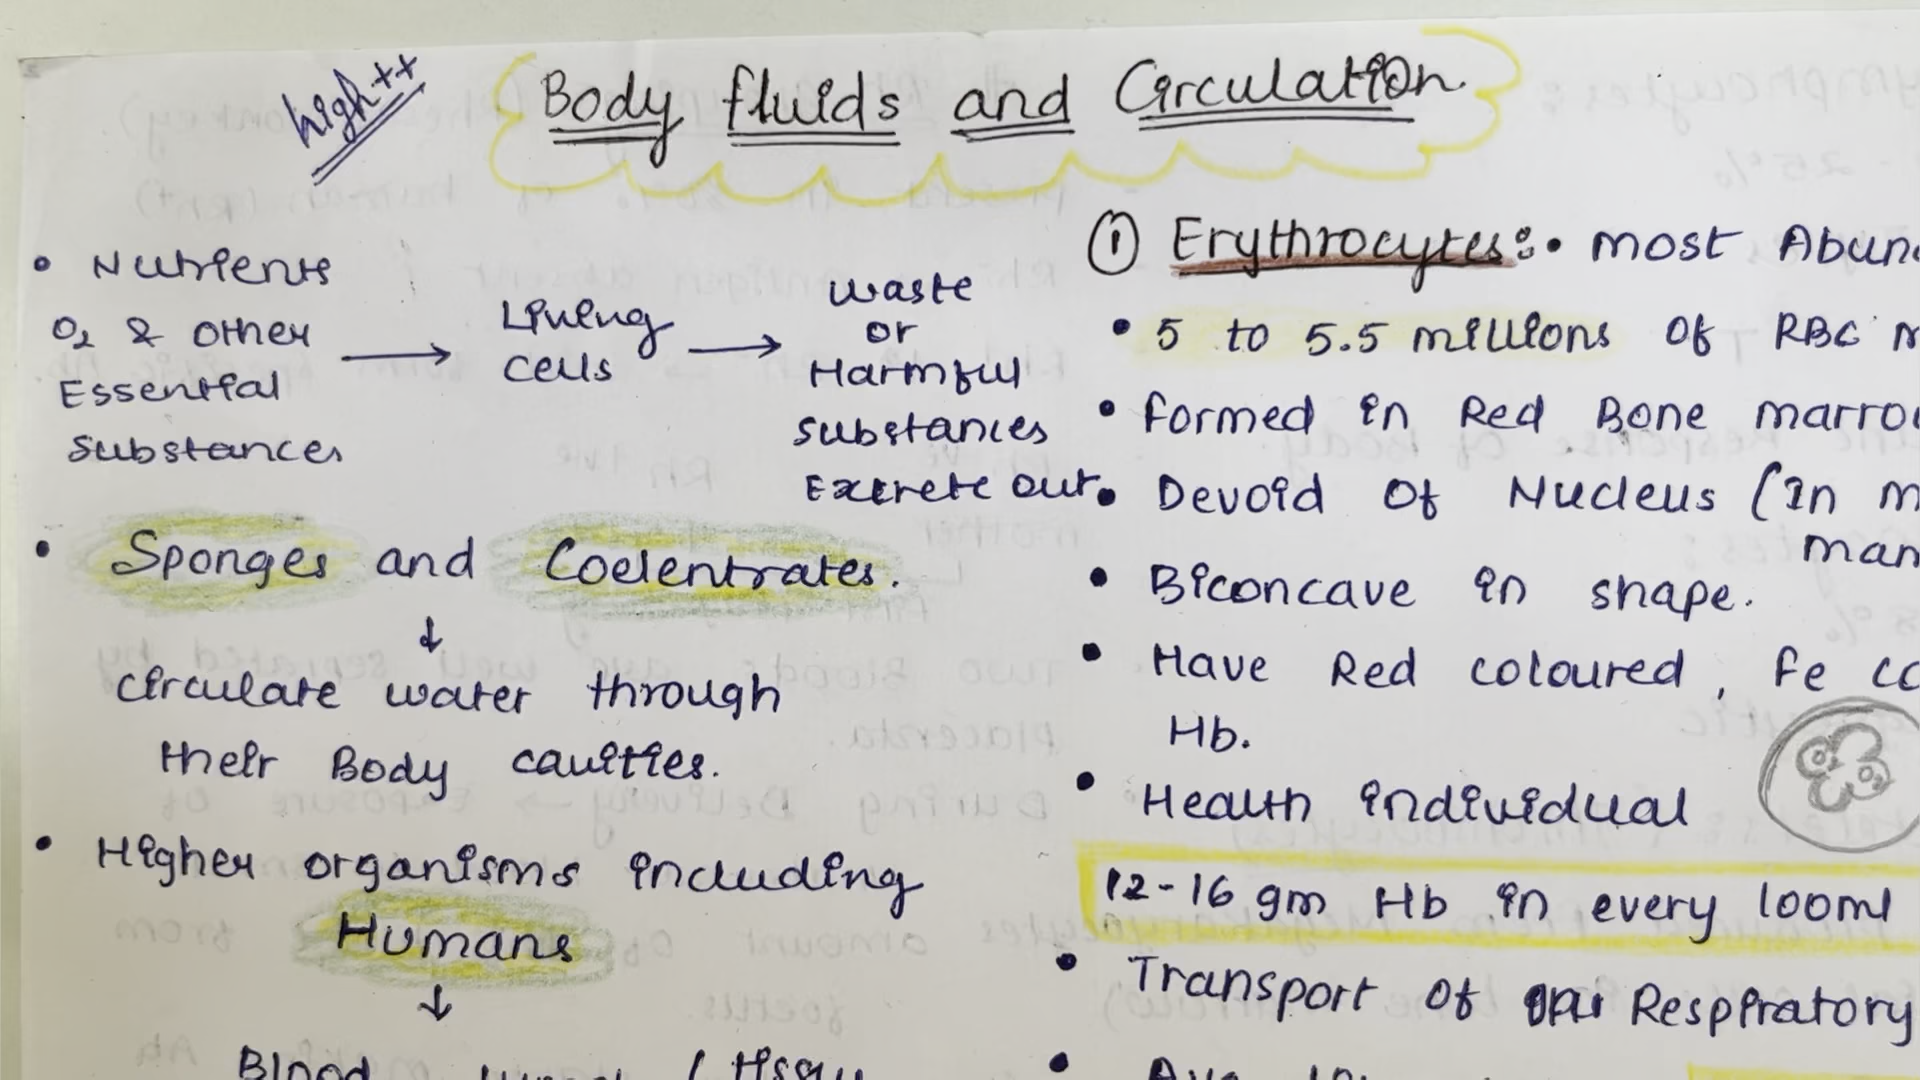 high++
Body fluids and Circulation.
• Nutrients
O₂ & other
Essential
substances
→ Living
cells
→ waste
or
Harmful
substances
Excrete out
• Sponges and Coelentrates.
↓
circulate water through
their Body cavities.
• Higher organisms including
Humans
↓
Blood
① Erythrocytes: • most
• 5 to 5.5 millions of RBC
• formed in Red Bone
• Devoid of Nucleus (In
• Biconcave in shape.
• Have Red coloured, Fe
Hb.
• Health individual
12-16 gm Hb in every 100ml
• Transport of Respiratory
O₂
O₂